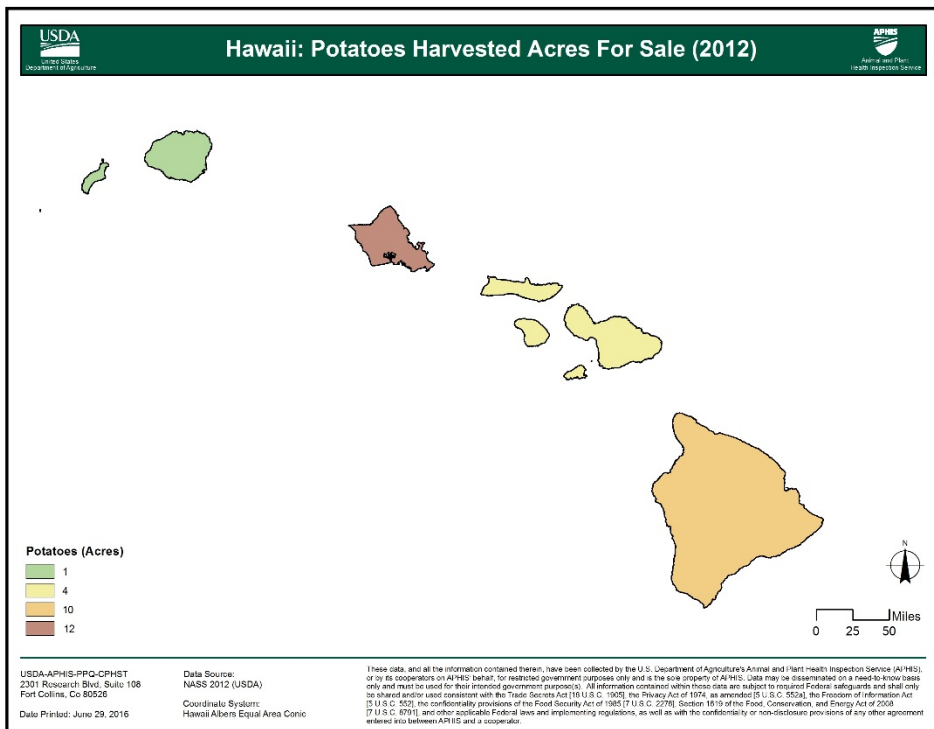 USDA
United States
Department of Agriculture
Hawaii: Potatoes Harvested Acres For Sale (2012)
APHIS
Animal and Plant
Health Inspection Service
Potatoes (Acres)
1
4
10
12
N
Miles
0 25 50
USDA-APHIS-PPQ-CPHST
2301 Research Blvd, Suite 108
Fort Collins, Co 80526
Date Printed: June 29, 2016
Data Source:
NASS 2012 (USDA)
Coordinate System:
Hawaii Albers Equal Area Conic
These data, and all the information contained therein, have been collected by the U.S. Department of Agriculture's Animal and Plant Health Inspection Service (APHIS),
or by its cooperators on APHIS' behalf, for restricted government purposes only and is the sole property of APHIS. Data may be disseminated on a need-to-know basis
only and must be used for their intended government purpose(s). All information contained within these data are subject to required Federal safeguards and shall only
be shared and/or used consistent with the Trade Secrets Act [18 U.S.C. 1905], the Privacy Act of 1974, as amended [5 U.S.C. 552a], the Freedom of Information Act
[5 U.S.C. 552], the confidentiality provisions of the Food Security Act of 1985 [7 U.S.C. 2276], Section 1619 of the Food, Conservation, and Energy Act of 2008
[7 U.S.C. 8791], and other applicable Federal laws and implementing regulations, as well as with the confidentiality or non-disclosure provisions of any other agreement
entered into between APHIS and a cooperator.